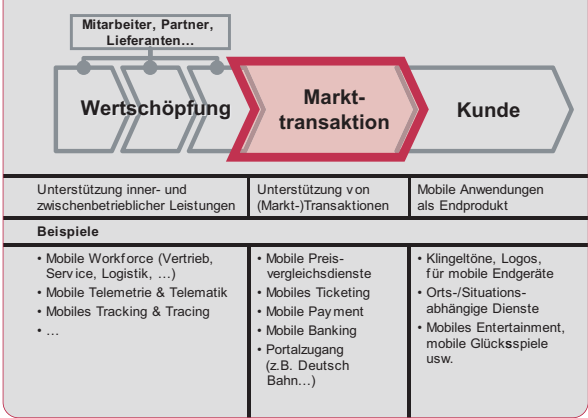 Mitarbeiter, Partner,
Lieferanten…
Wertschöpfung
Markt-
transaktion
Kunde
Unterstützung inner- und
zwischenbetrieblicher Leistungen
Unterstützung von
(Markt-)Transaktionen
Mobile Anwendungen
als Endprodukt
Beispiele
• Mobile Workforce (Vertrieb,
Service, Logistik, …)
• Mobile Telemetrie & Telematik
• Mobiles Tracking & Tracing
• …
• Mobile Preis-
vergleichsdienste
• Mobiles Ticketing
• Mobile Payment
• Mobile Banking
• Portalzugang
(z.B. Deutsch
Bahn…)
• Klingeltöne, Logos,
für mobile Endgeräte
• Orts-/Situations-
abhängige Dienste
• Mobiles Entertainment,
mobile Glücksspiele
usw.